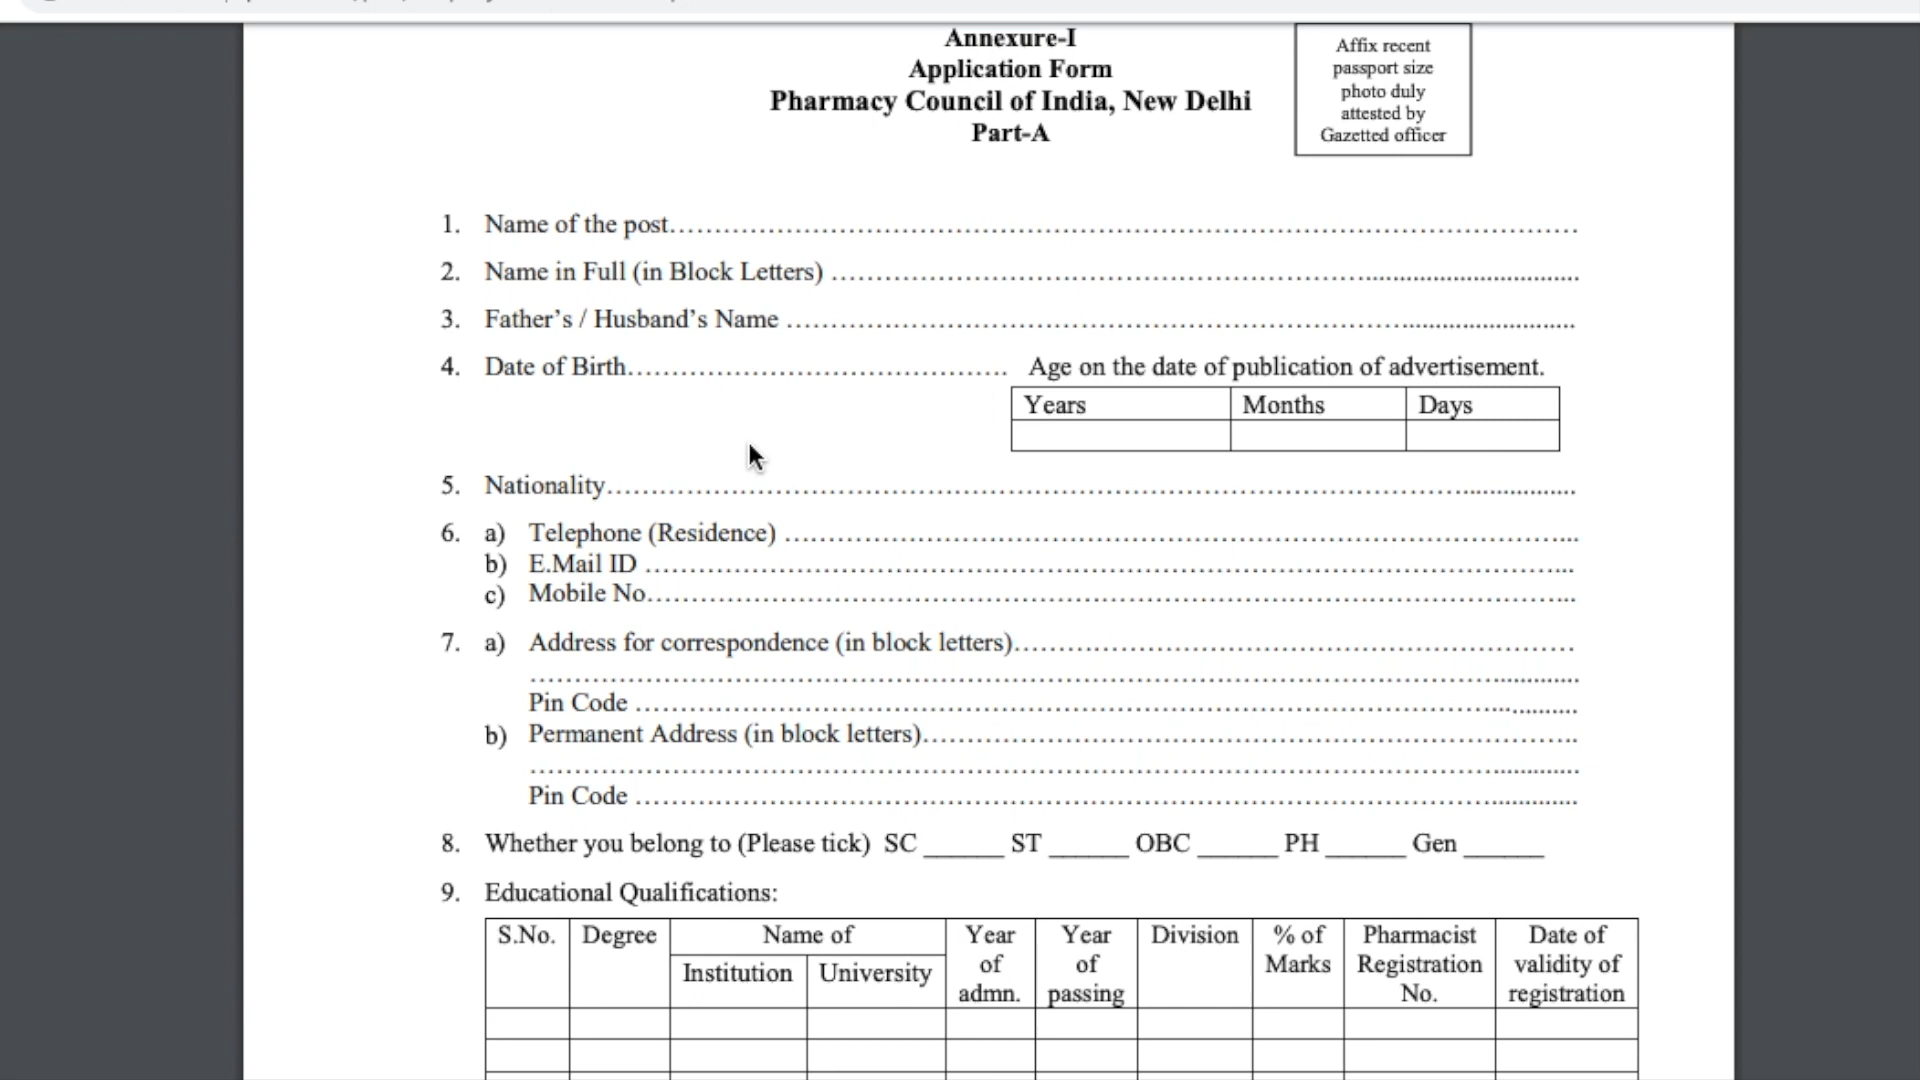 Annexure-I
Application Form
Pharmacy Council of India, New Delhi
Part-A
Affix recent
passport size
photo duly
attested by
Gazetted officer
1. Name of the post……………………………………………………………………
2. Name in Full (in Block Letters) ……………………………………………………
3. Father’s / Husband’s Name ………………………………………………………
4. Date of Birth…………………………………… Age on the date of publication of advertisement.
Years Months Days
5. Nationality…………………………………………………………………………
6. a) Telephone (Residence) ……………………………………………………………
b) E.Mail ID ………………………………………………………………………
c) Mobile No………………………………………………………………………
7. a) Address for correspondence (in block letters)……………………………………
……………………………………………………………………………………
Pin Code …………………………………………………………………………
b) Permanent Address (in block letters)……………………………………………
……………………………………………………………………………………
Pin Code …………………………………………………………………………
8. Whether you belong to (Please tick) SC ______ ST ______ OBC ______ PH ______ Gen ______
9. Educational Qualifications:
S.No. Degree Name of Year Year Division % of Pharmacist Date of
Institution University of of Marks Registration validity of
admn. passing No. registration